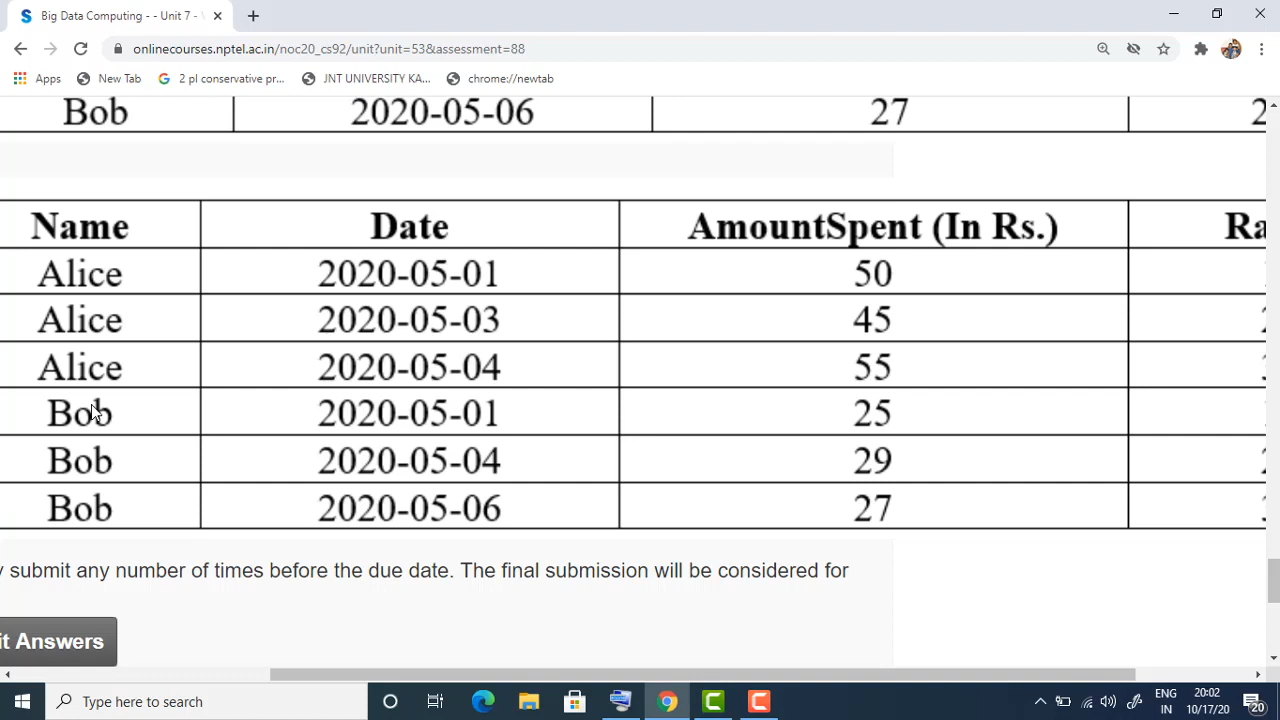 Big Data Computing - - Unit 7 -
onlinecourses.nptel.ac.in/noc20_cs92/unit?unit=53&assessment=88
Apps New Tab 2 pl conservative pr... JNT UNIVERSITY KA... chrome://newtab
Bob 2020-05-06 27 2
Name Date AmountSpent (In Rs.) Ra
Alice 2020-05-01 50
Alice 2020-05-03 45
Alice 2020-05-04 55
Bob 2020-05-01 25
Bob 2020-05-04 29
Bob 2020-05-06 27
y submit any number of times before the due date. The final submission will be considered for
it Answers
Type here to search
ENG 20:02
IN 10/17/20 20